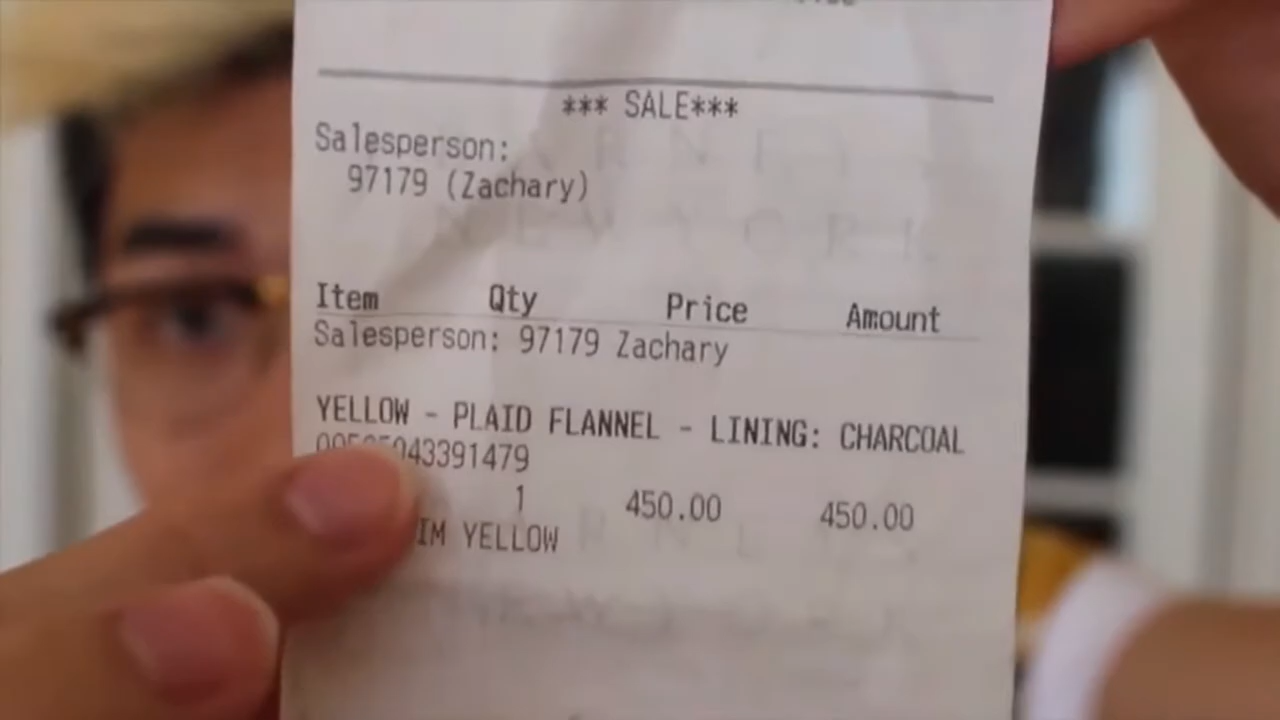 *** SALE***
Salesperson:
97179 (Zachary)
Item Qty Price Amount
Salesperson: 97179 Zachary
YELLOW - PLAID FLANNEL - LINING: CHARCOAL
1 450.00 450.00
YELLOW